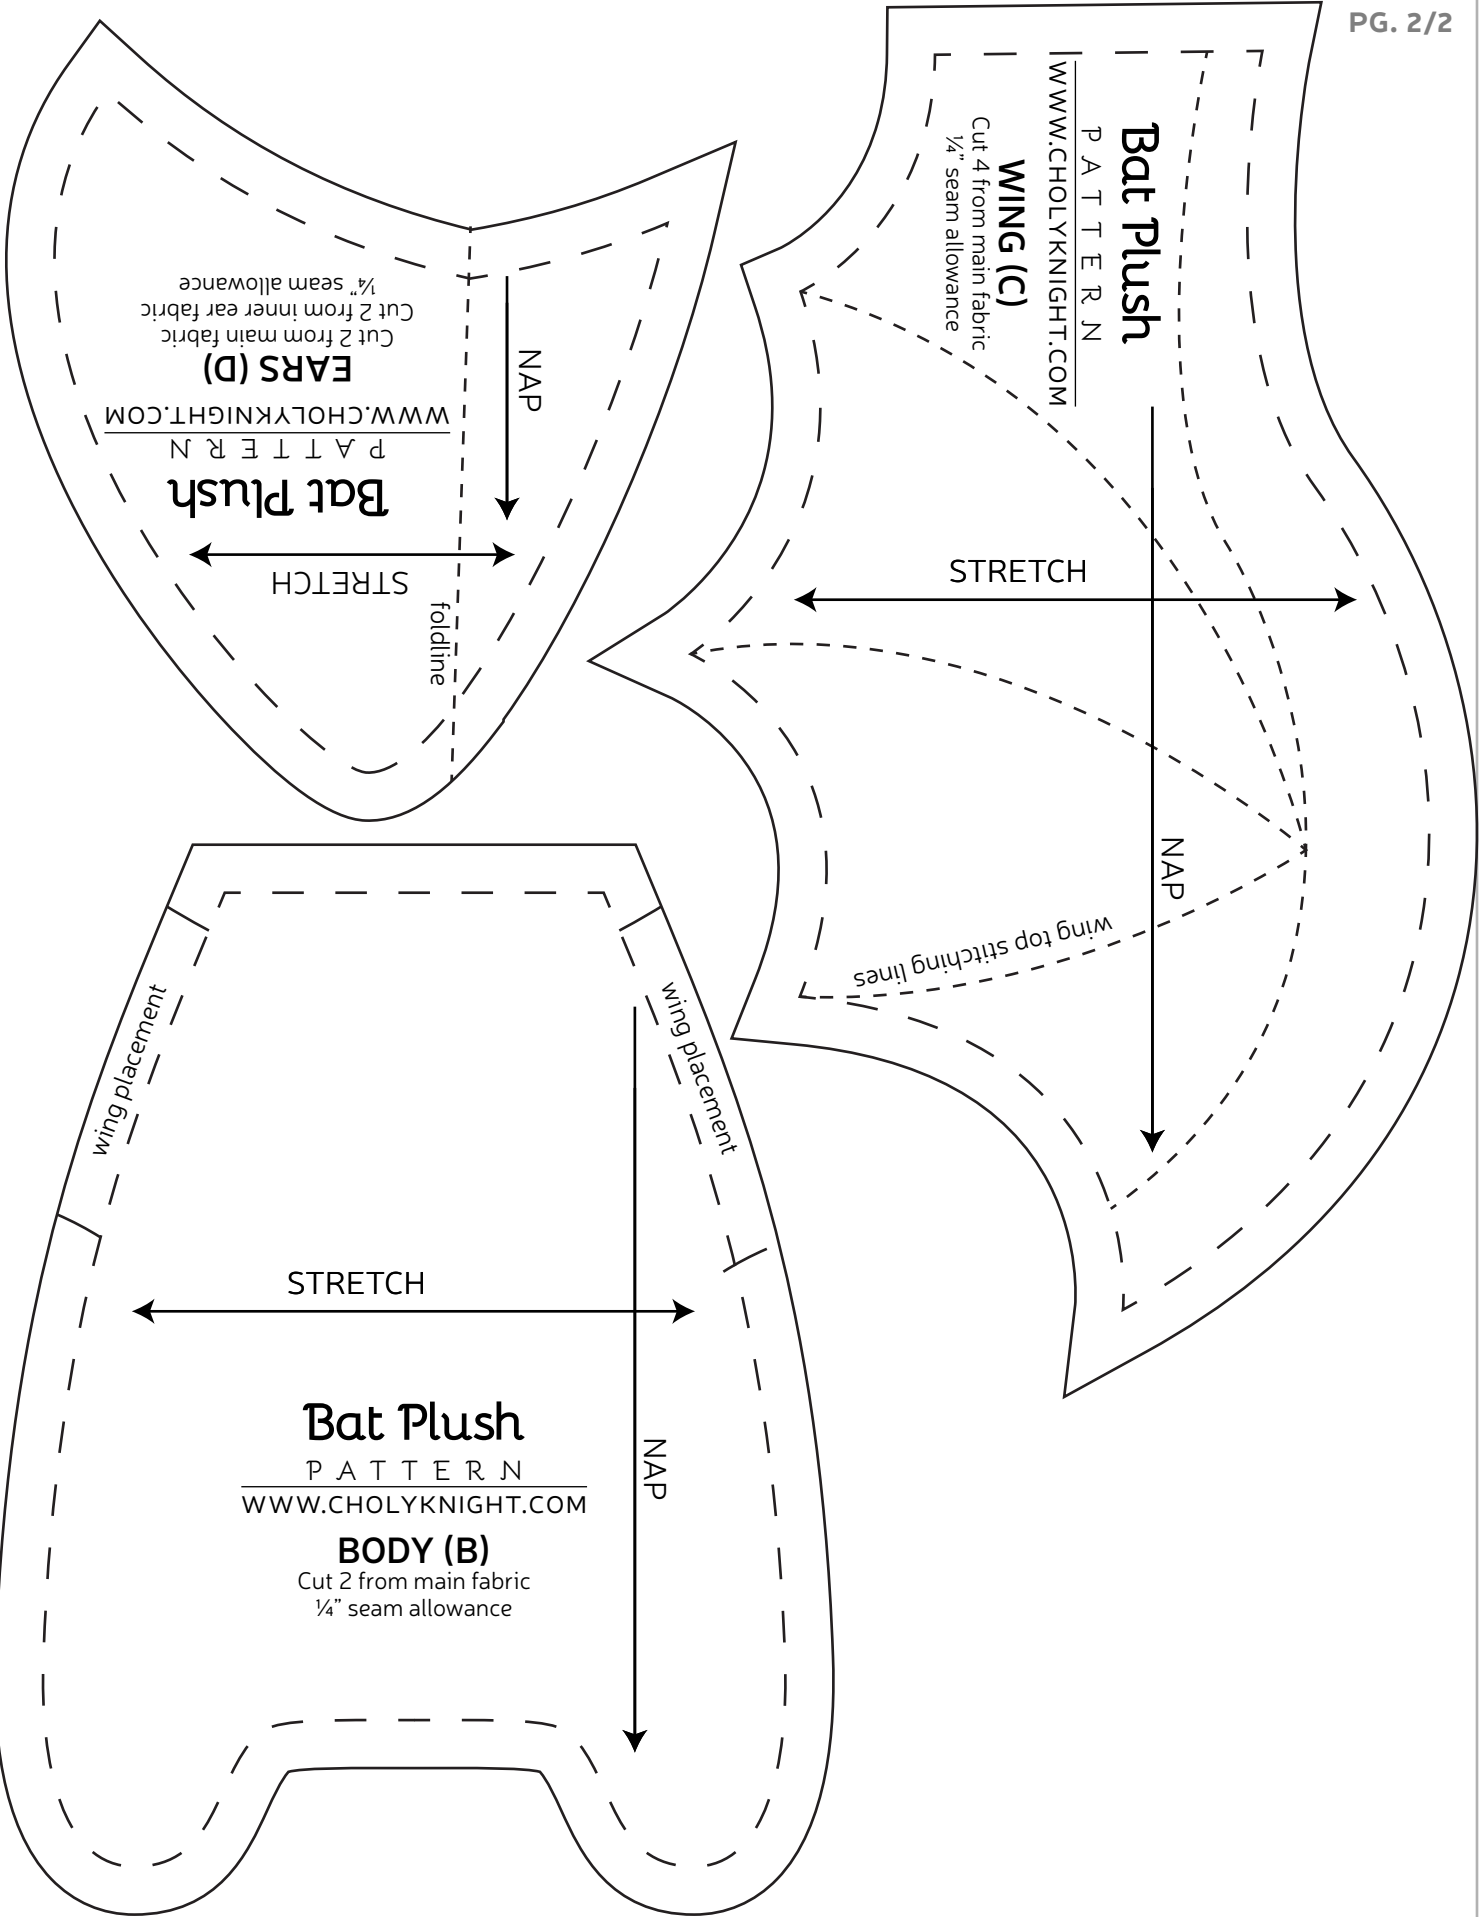 PG. 2/2
Bat Plush
PATTERN
WWW.CHOLYKNIGHT.COM
WING (C)
Cut 4 from main fabric
¼” seam allowance
STRETCH
NAP
wing top stitching lines
Bat Plush
PATTERN
WWW.CHOLYKNIGHT.COM
EARS (D)
Cut 2 from main fabric
Cut 2 from inner ear fabric
¼” seam allowance
NAP
STRETCH
foldline
wing placement
wing placement
STRETCH
NAP
Bat Plush
PATTERN
WWW.CHOLYKNIGHT.COM
BODY (B)
Cut 2 from main fabric
¼” seam allowance